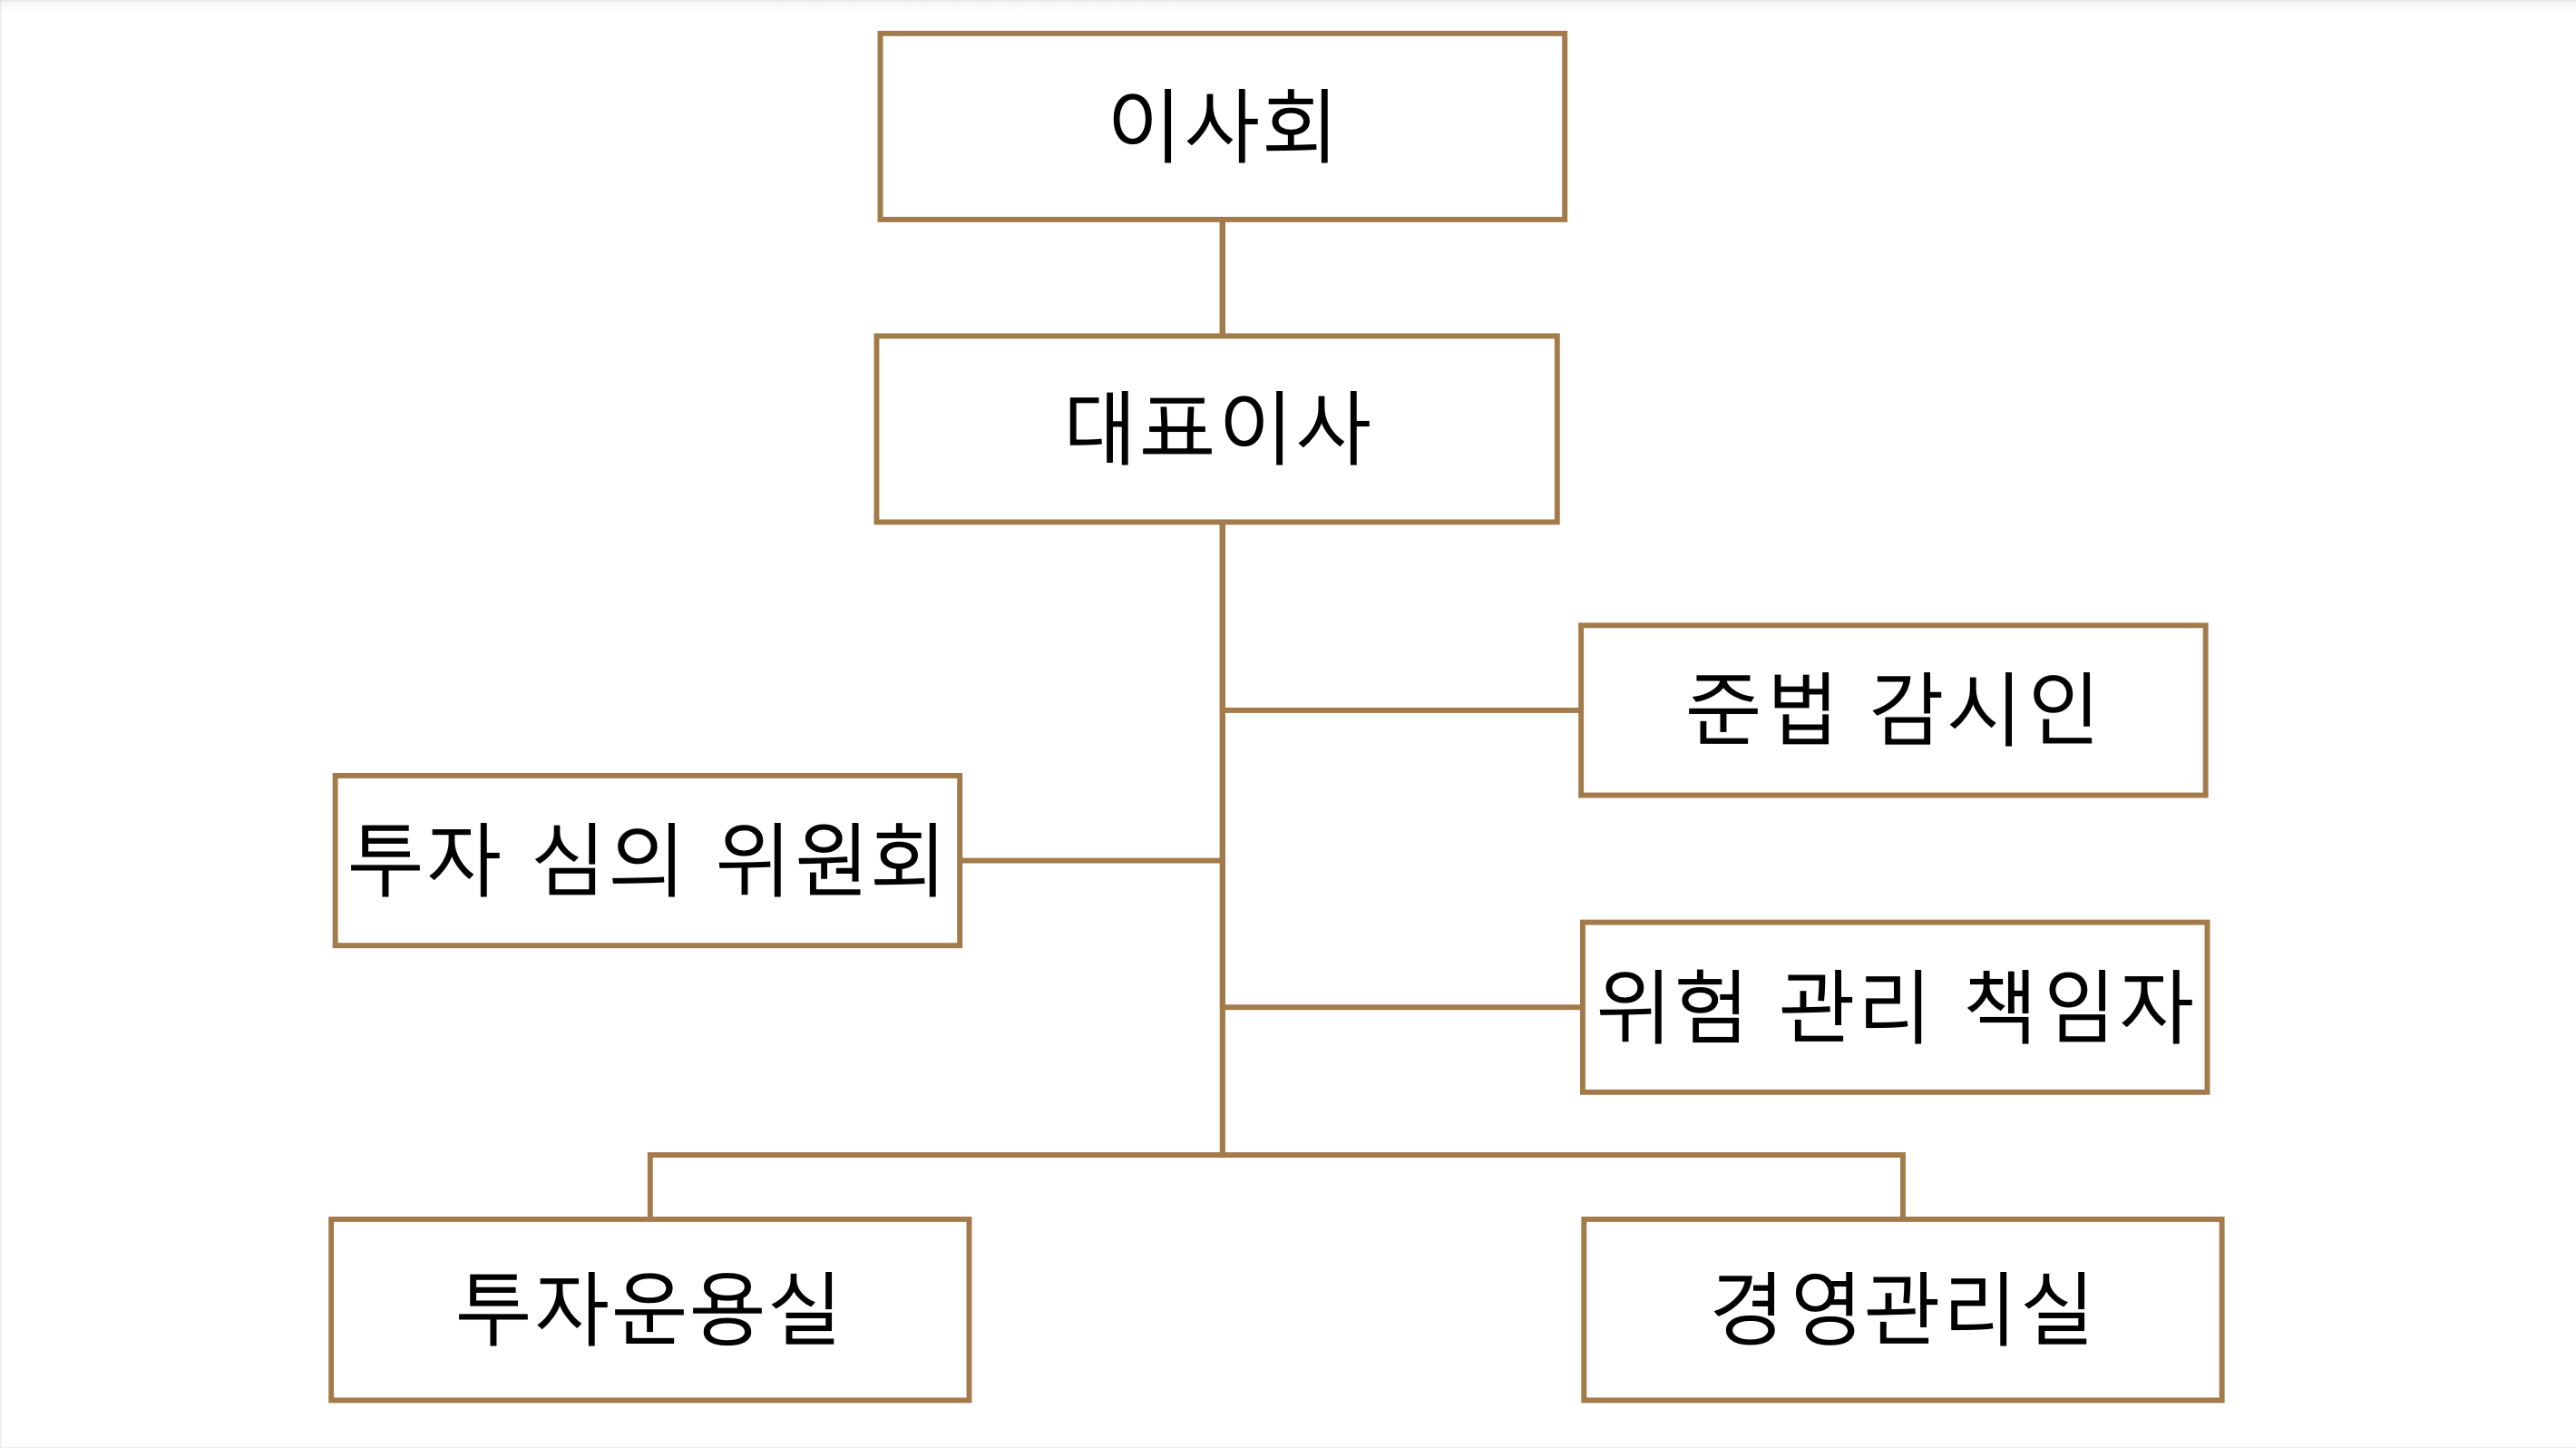 이사회
대표이사
준법 감시인
투자 심의 위원회
위험 관리 책임자
투자운용실
경영관리실